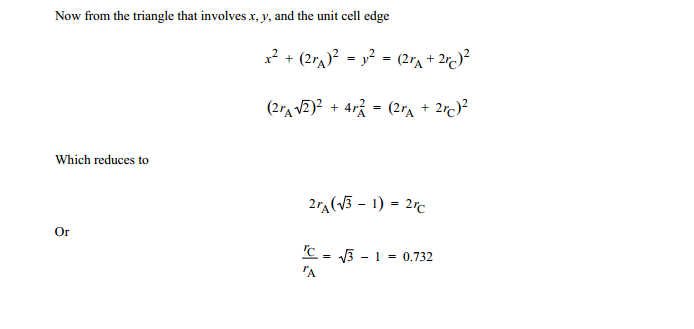 Now from the triangle that involves x, y, and the unit cell edge
x² + (2r_A)² = y² = (2r_A + 2r_C)²
(2r_A√2)² + 4r_A² = (2r_A + 2r_C)²
Which reduces to
2r_A(√3 − 1) = 2r_C
Or
r_C/r_A = √3 − 1 = 0.732